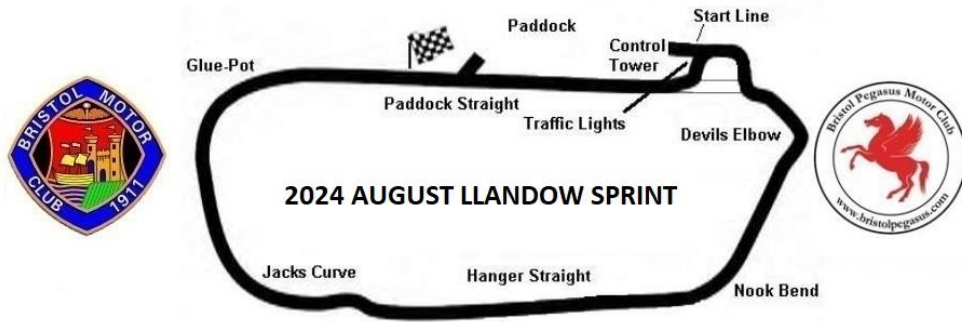 Start Line
Paddock
Control
Tower
Glue-Pot
Paddock Straight
Traffic Lights
Devils Elbow
BRISTOL MOTOR
CLUB 1911
2024 AUGUST LLANDOW SPRINT
Bristol Pegasus Motor Club
www.bristolpegasus.com
Jacks Curve
Hanger Straight
Nook Bend